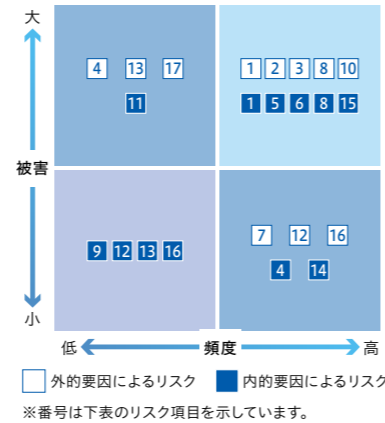 大
4 13 17
11
1 2 3 8 10
1 5 6 8 15
被害
9 12 13 16
7 12 16
4 14
小
低 頻度 高
外的要因によるリスク 内的要因によるリスク
※番号は下表のリスク項目を示しています。